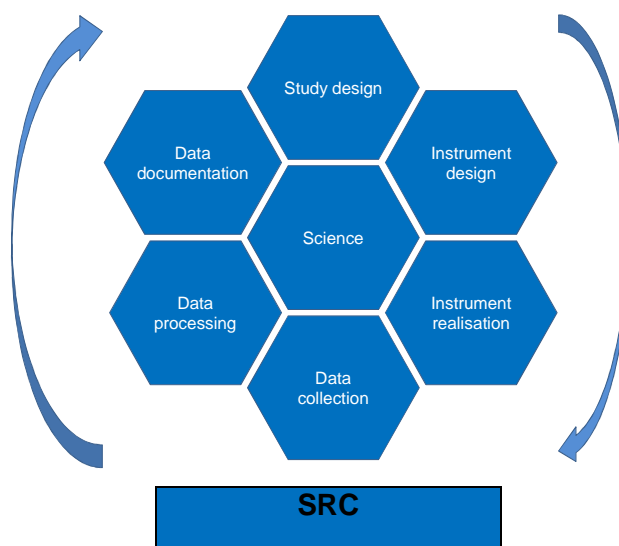 Study design
Data
documentation
Instrument
design
Science
Data
processing
Instrument
realisation
Data
collection
SRC